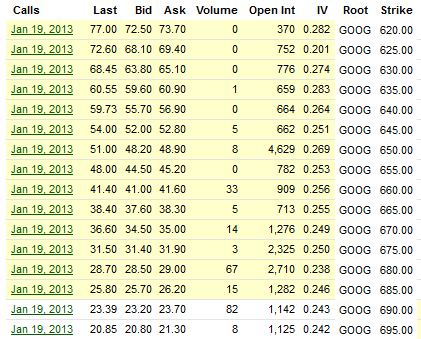 Calls Last Bid Ask Volume Open Int IV Root Strike
Jan 19, 2013 77.00 72.50 73.70 0 370 0.282 GOOG 620.00
Jan 19, 2013 72.60 68.10 69.40 0 752 0.201 GOOG 625.00
Jan 19, 2013 68.45 63.80 65.10 0 776 0.274 GOOG 630.00
Jan 19, 2013 60.55 59.60 60.90 1 659 0.283 GOOG 635.00
Jan 19, 2013 59.73 55.70 56.90 0 664 0.264 GOOG 640.00
Jan 19, 2013 54.00 52.00 52.80 5 662 0.251 GOOG 645.00
Jan 19, 2013 51.00 48.20 48.90 8 4,629 0.269 GOOG 650.00
Jan 19, 2013 48.00 44.50 45.20 0 782 0.253 GOOG 655.00
Jan 19, 2013 41.40 41.00 41.60 33 909 0.256 GOOG 660.00
Jan 19, 2013 38.40 37.60 38.30 5 713 0.255 GOOG 665.00
Jan 19, 2013 36.60 34.50 35.00 14 1,276 0.249 GOOG 670.00
Jan 19, 2013 31.50 31.40 31.90 3 2,325 0.250 GOOG 675.00
Jan 19, 2013 28.70 28.50 29.00 67 2,710 0.238 GOOG 680.00
Jan 19, 2013 25.80 25.70 26.20 15 1,282 0.246 GOOG 685.00
Jan 19, 2013 23.39 23.20 23.70 82 1,142 0.243 GOOG 690.00
Jan 19, 2013 20.85 20.80 21.30 8 1,125 0.242 GOOG 695.00